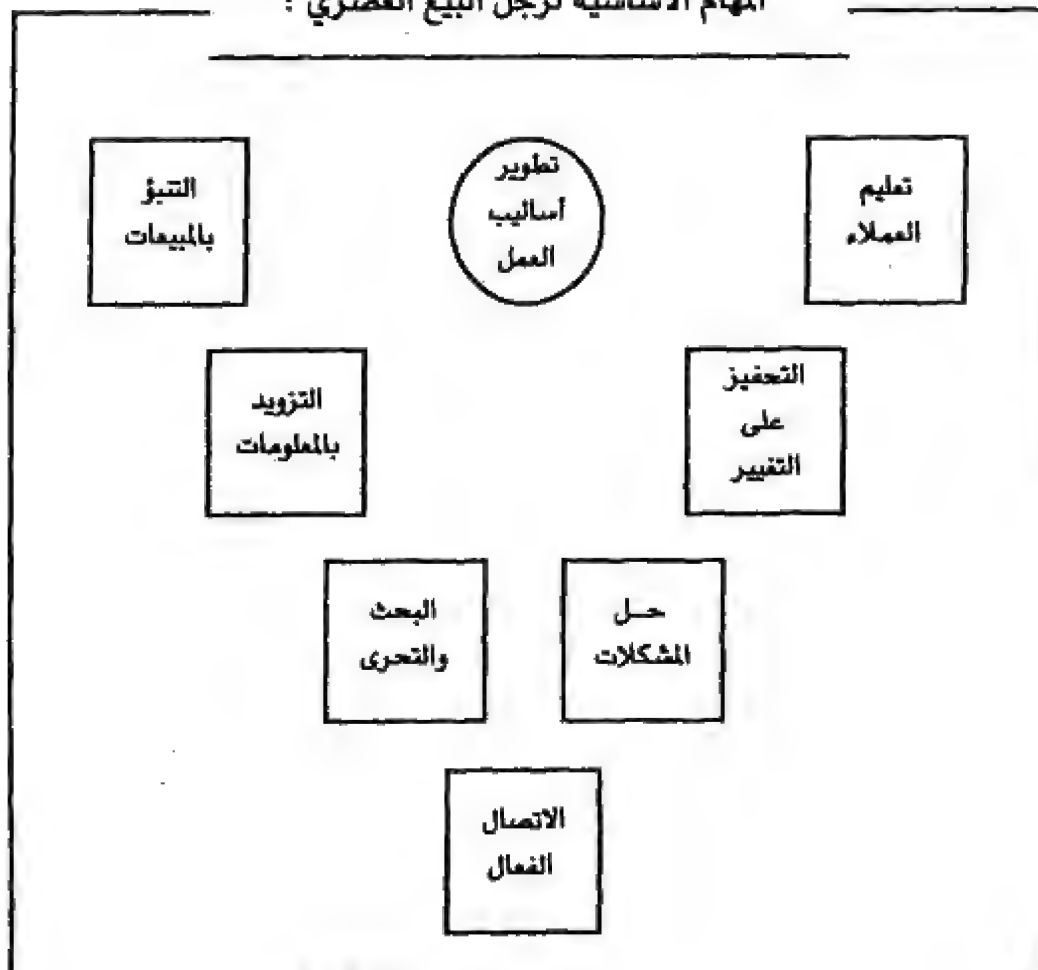 المهام الأساسية لرجل البيع العصري :
تعليم
العملاء
تطوير
أساليب
العمل
التنبؤ
بالمبيعات
التحفيز
على
التغيير
التزويد
بالمعلومات
حــل
المشكلات
البحث
والتحرى
الاتصال
الفعال